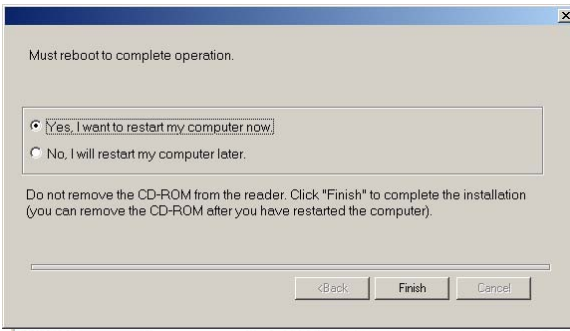 Must reboot to complete operation.
Yes, I want to restart my computer now.
No, I will restart my computer later.
Do not remove the CD-ROM from the reader. Click "Finish" to complete the installation
(you can remove the CD-ROM after you have restarted the computer).
<Back Finish Cancel